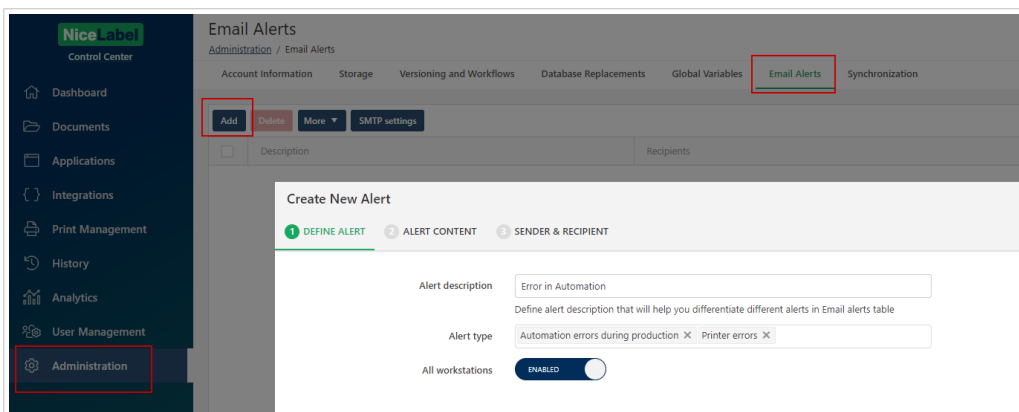 NiceLabel
Control Center
Dashboard
Documents
Applications
Integrations
Print Management
History
Analytics
User Management
Administration
Email Alerts
Administration / Email Alerts
Account Information Storage Versioning and Workflows Database Replacements Global Variables Email Alerts Synchronization
Add Delete More ▼ SMTP settings
Description Recipients
Create New Alert
1 DEFINE ALERT 2 ALERT CONTENT 3 SENDER & RECIPIENT
Alert description Error in Automation
Define alert description that will help you differentiate different alerts in Email alerts table
Alert type Automation errors during production × Printer errors ×
All workstations ENABLED